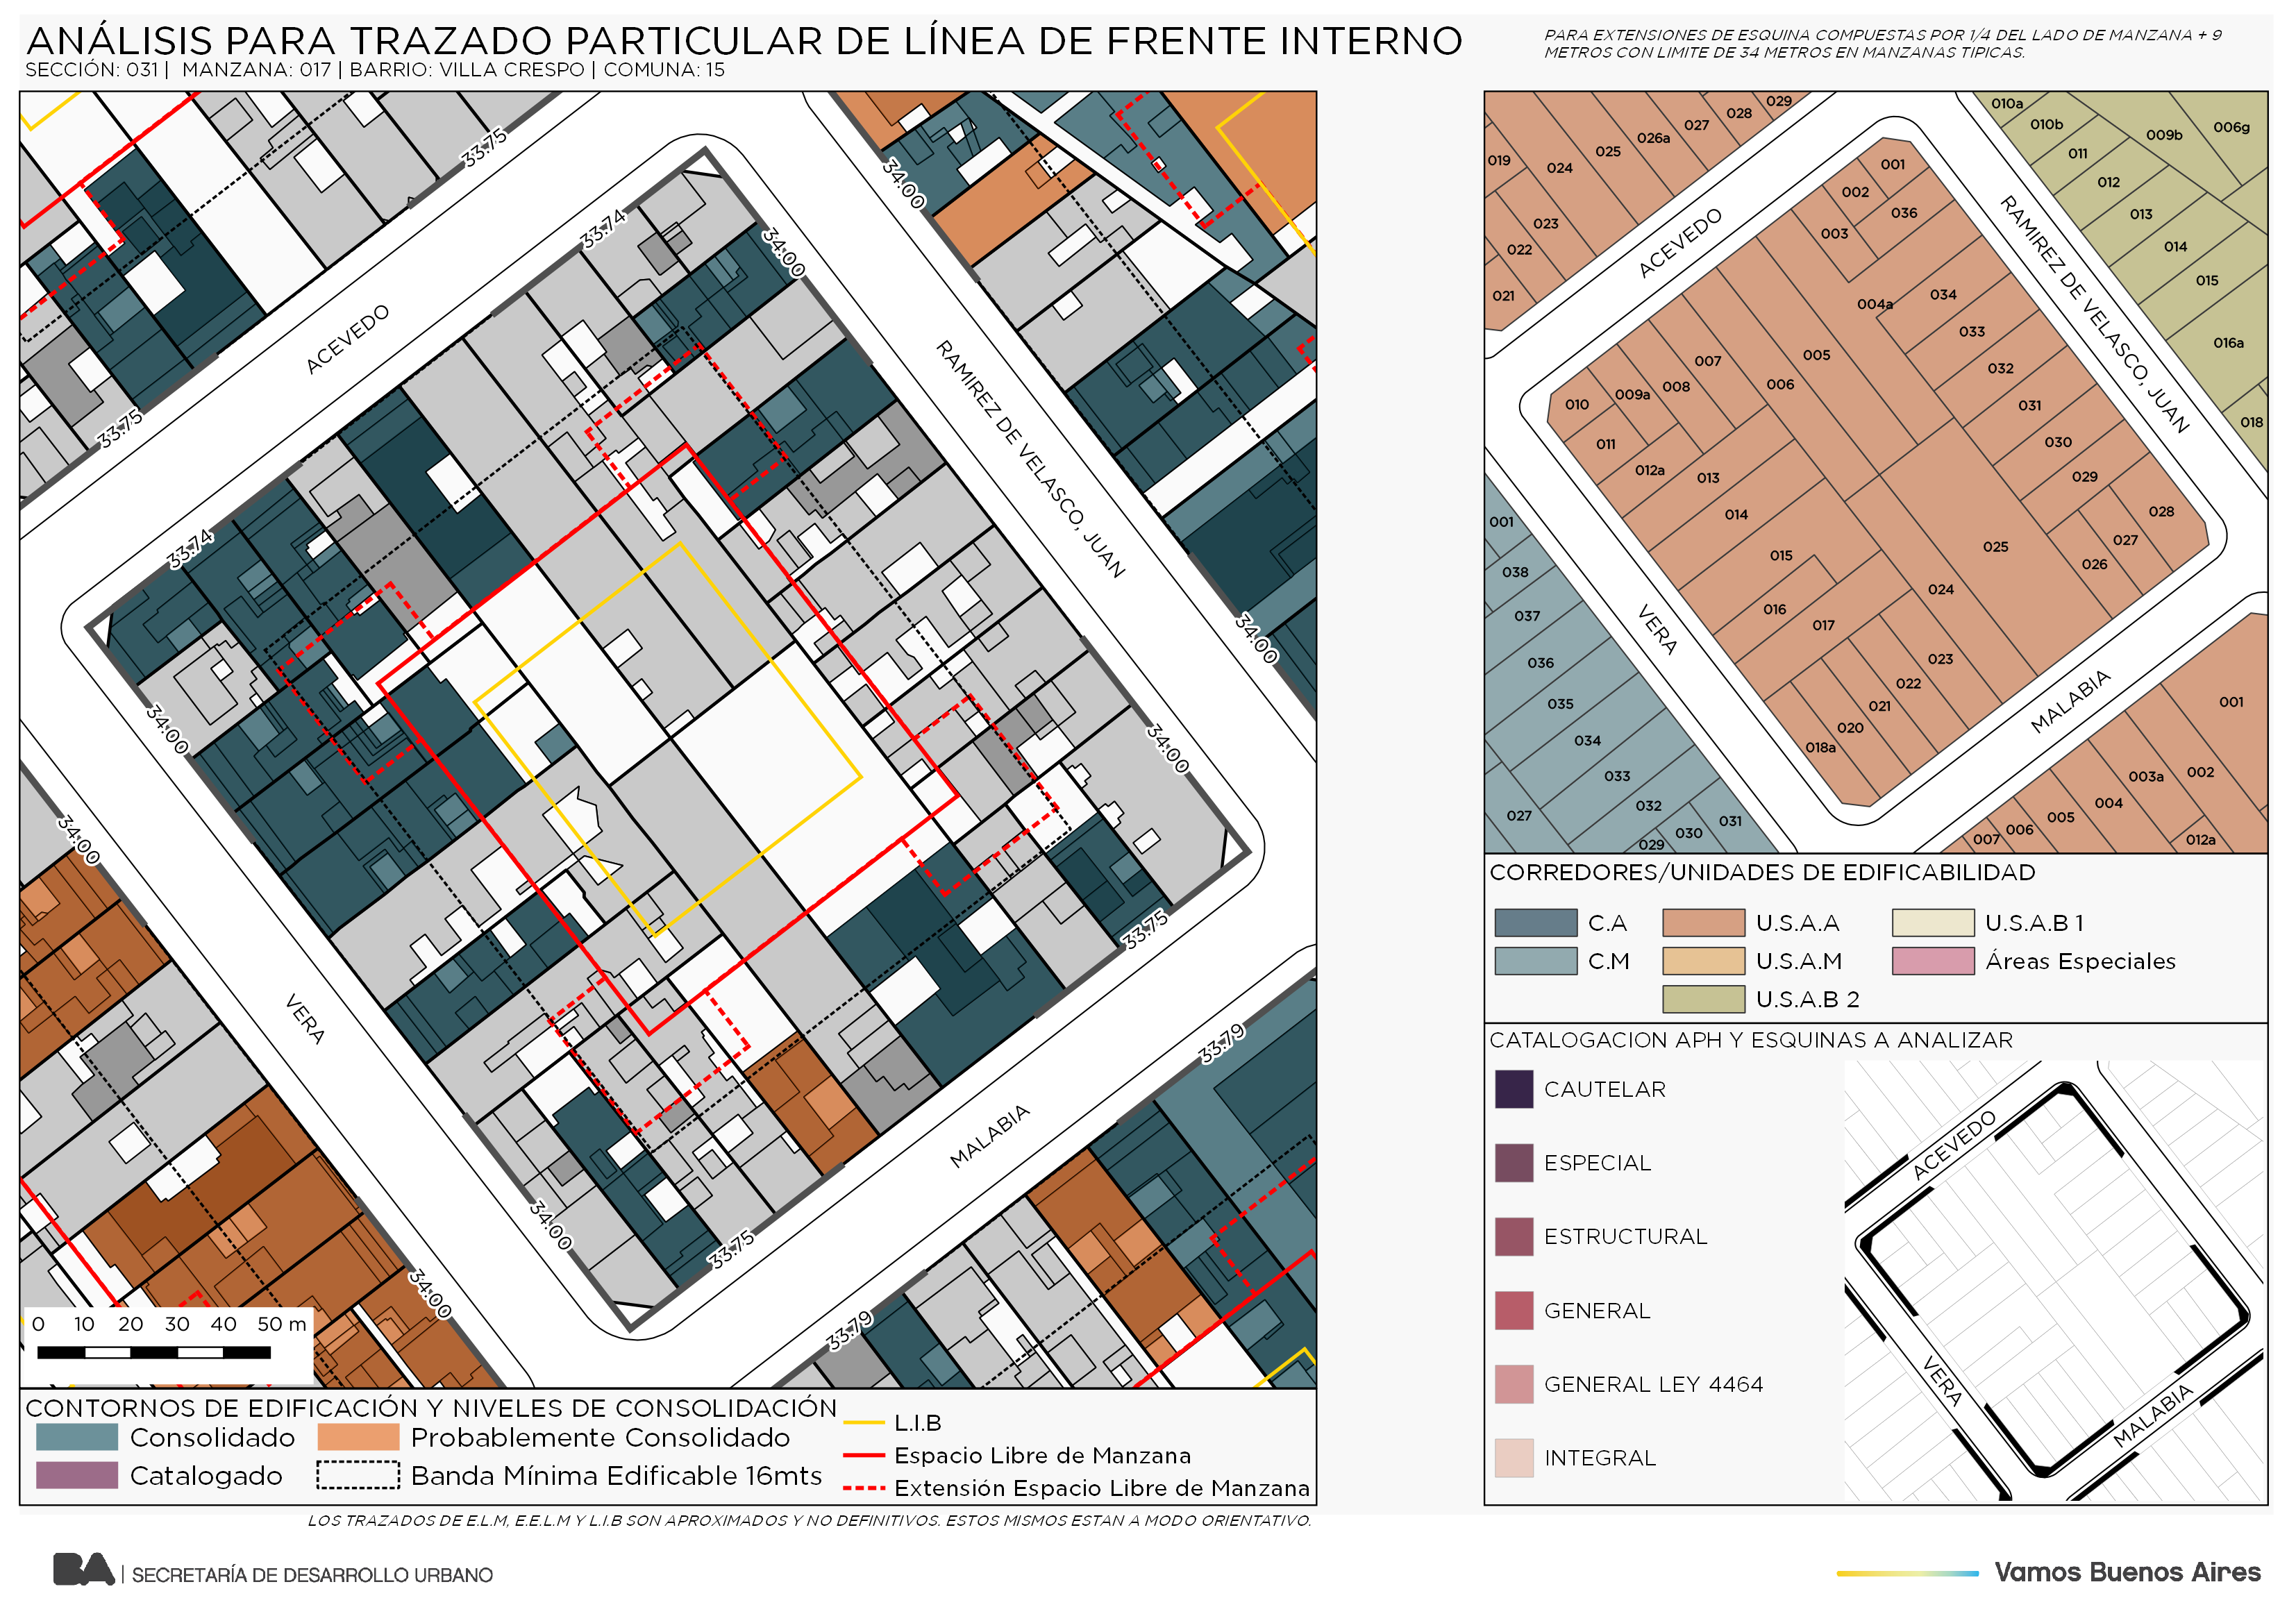 ANÁLISIS PARA TRAZADO PARTICULAR DE LÍNEA DE FRENTE INTERNO
SECCIÓN: 031 | MANZANA: 017 | BARRIO: VILLA CRESPO | COMUNA: 15
PARA EXTENSIONES DE ESQUINA COMPUESTAS POR 1/4 DEL LADO DE MANZANA + 9
METROS CON LIMITE DE 34 METROS EN MANZANAS TIPICAS.
33.75
34.00
33.74
34.00
ACEVEDO
RAMIREZ DE VELASCO, JUAN
33.75
33.74
34.00
34.00
34.00
34.00
33.75
VERA
MALABIA
33.79
34.00
33.75
34.00
33.79
0 10 20 30 40 50 m
CONTORNOS DE EDIFICACIÓN Y NIVELES DE CONSOLIDACIÓN
Consolidado
Probablemente Consolidado
Catalogado
Banda Mínima Edificable 16mts
L.I.B
Espacio Libre de Manzana
Extensión Espacio Libre de Manzana
LOS TRAZADOS DE E.L.M, E.E.L.M Y L.I.B SON APROXIMADOS Y NO DEFINITIVOS. ESTOS MISMOS ESTAN A MODO ORIENTATIVO.
029
028
027
026a
025
024
019
023
022
021
010a
010b
009b
006g
011
012
013
014
015
016a
018
ACEVEDO
RAMIREZ DE VELASCO, JUAN
001
002
036
003
004a
034
033
005
032
006
007
008
009a
010
031
011
030
012a
029
013
028
014
027
015
025
026
016
024
017
023
022
021
020
018a
VERA
MALABIA
001
038
037
036
035
034
033
032
031
030
029
027
001
002
003a
004
005
006
007
012a
CORREDORES/UNIDADES DE EDIFICABILIDAD
C.A
U.S.A.A
U.S.A.B 1
C.M
U.S.A.M
Áreas Especiales
U.S.A.B 2
CATALOGACION APH Y ESQUINAS A ANALIZAR
CAUTELAR
ESPECIAL
ESTRUCTURAL
GENERAL
GENERAL LEY 4464
INTEGRAL
ACEVEDO
VERA
MALABIA
BA | SECRETARÍA DE DESARROLLO URBANO
Vamos Buenos Aires